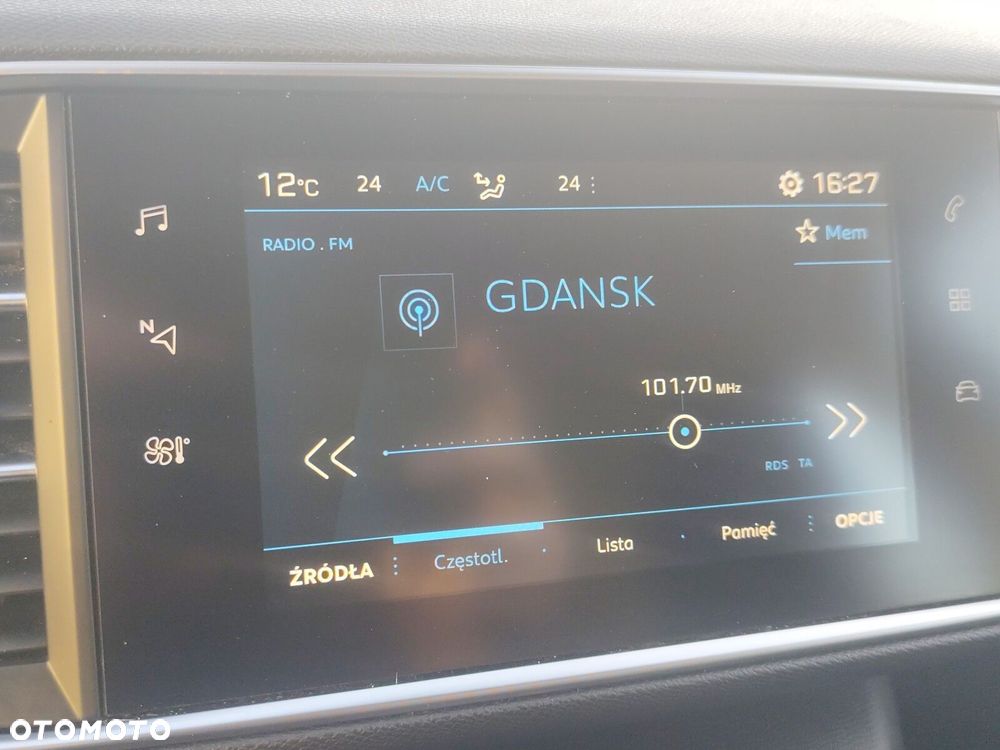 12°C 24 A/C 24 16:27
RADIO . FM
Mem
GDANSK
N
101.70 MHz
RDS TA
ŹRÓDŁA Częstotl. Lista Pamięć OPCJE
OTOMOTO